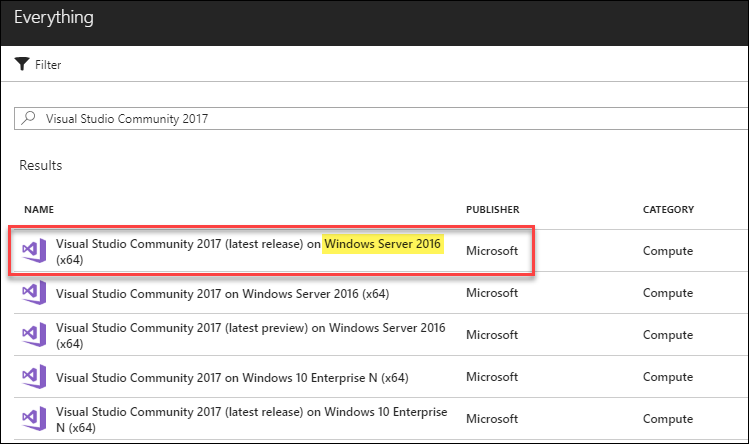 Everything
Filter
Visual Studio Community 2017
Results
NAME PUBLISHER CATEGORY
Visual Studio Community 2017 (latest release) on Windows Server 2016
(x64) Microsoft Compute
Visual Studio Community 2017 on Windows Server 2016 (x64) Microsoft Compute
Visual Studio Community 2017 (latest preview) on Windows Server 2016
(x64) Microsoft Compute
Visual Studio Community 2017 on Windows 10 Enterprise N (x64) Microsoft Compute
Visual Studio Community 2017 (latest release) on Windows 10 Enterprise
N (x64) Microsoft Compute